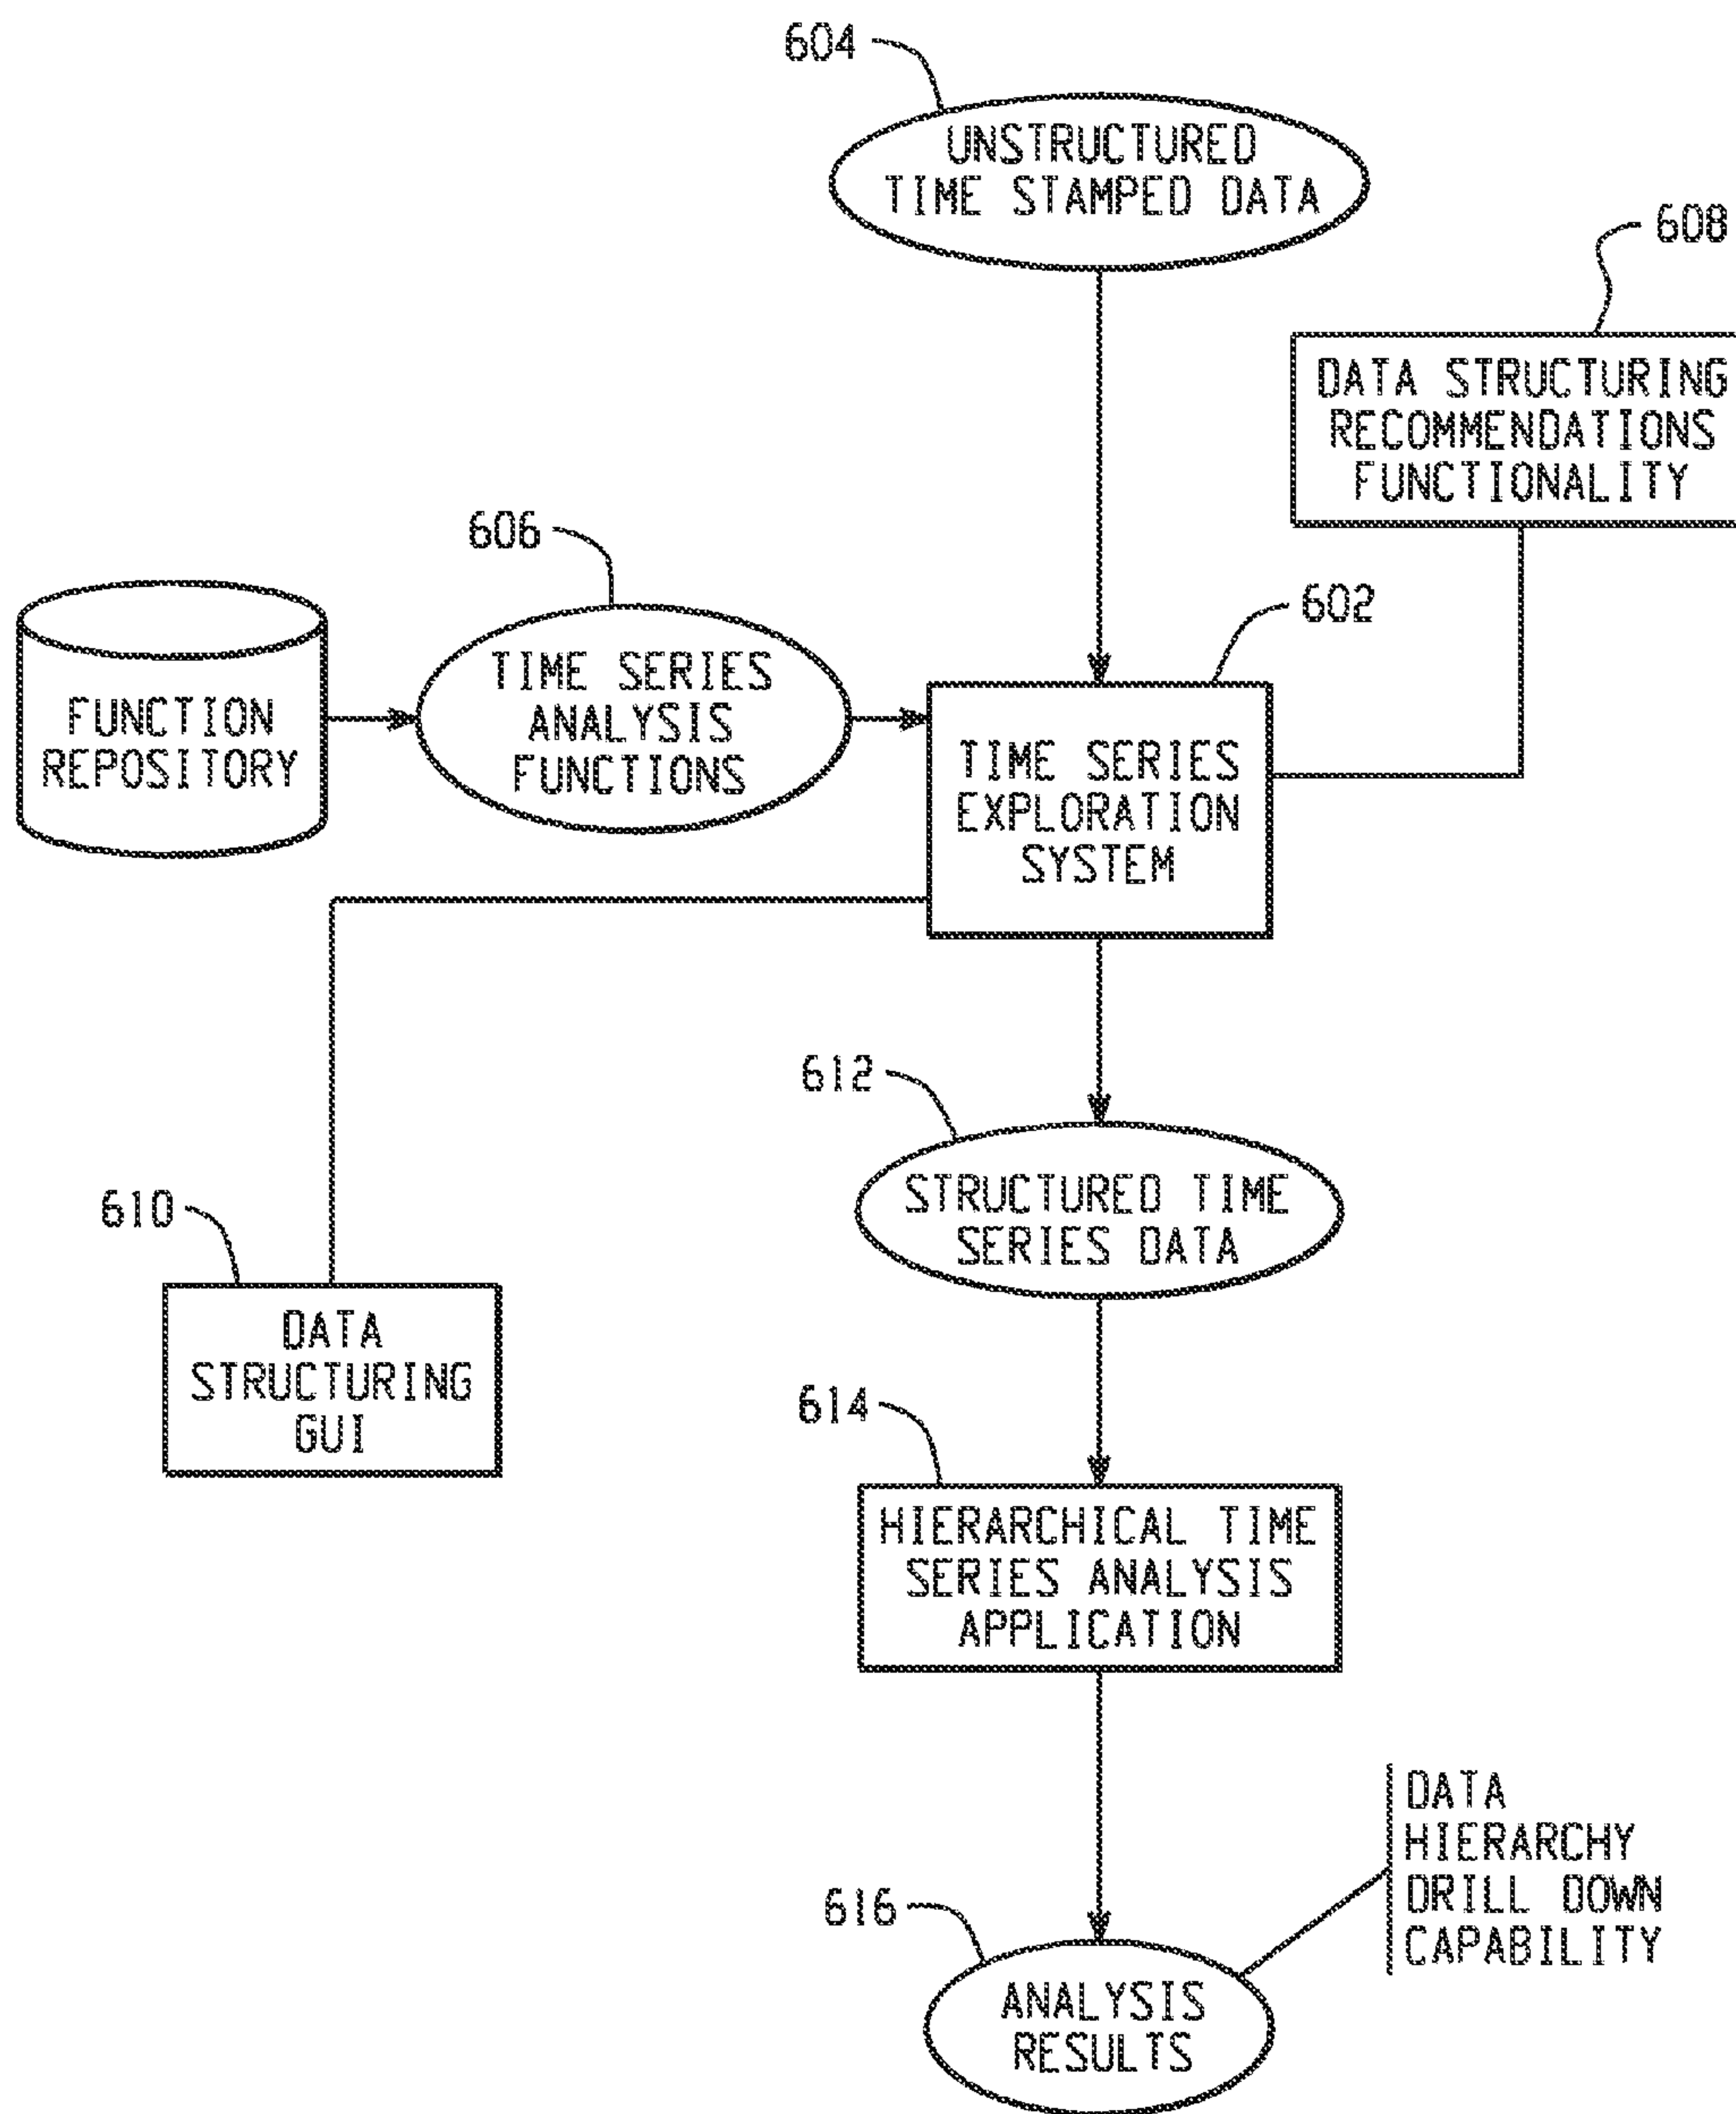 604
UNSTRUCTURED
TIME STAMPED DATA
608
DATA STRUCTURING
RECOMMENDATIONS
FUNCTIONALITY
606
602
FUNCTION
REPOSITORY
TIME SERIES
ANALYSIS
FUNCTIONS
TIME SERIES
EXPLORATION
SYSTEM
612
STRUCTURED TIME
SERIES DATA
610
DATA
STRUCTURING
GUI
614
HIERARCHICAL TIME
SERIES ANALYSIS
APPLICATION
DATA
HIERARCHY
DRILL DOWN
CAPABILITY
616
ANALYSIS
RESULTS